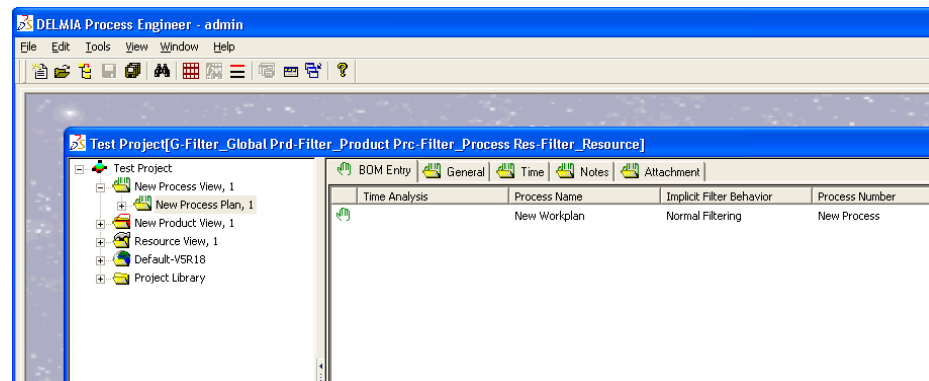 DELMIA Process Engineer - admin
File Edit Tools View Window Help
Test Project[G-Filter_Global Prd-Filter_Product Prc-Filter_Process Res-Filter_Resource]
Test Project
New Process View, 1
New Process Plan, 1
New Product View, 1
Resource View, 1
Default-V5R18
Project Library
BOM Entry General Time Notes Attachment
Time Analysis Process Name Implicit Filter Behavior Process Number
New Workplan Normal Filtering New Process